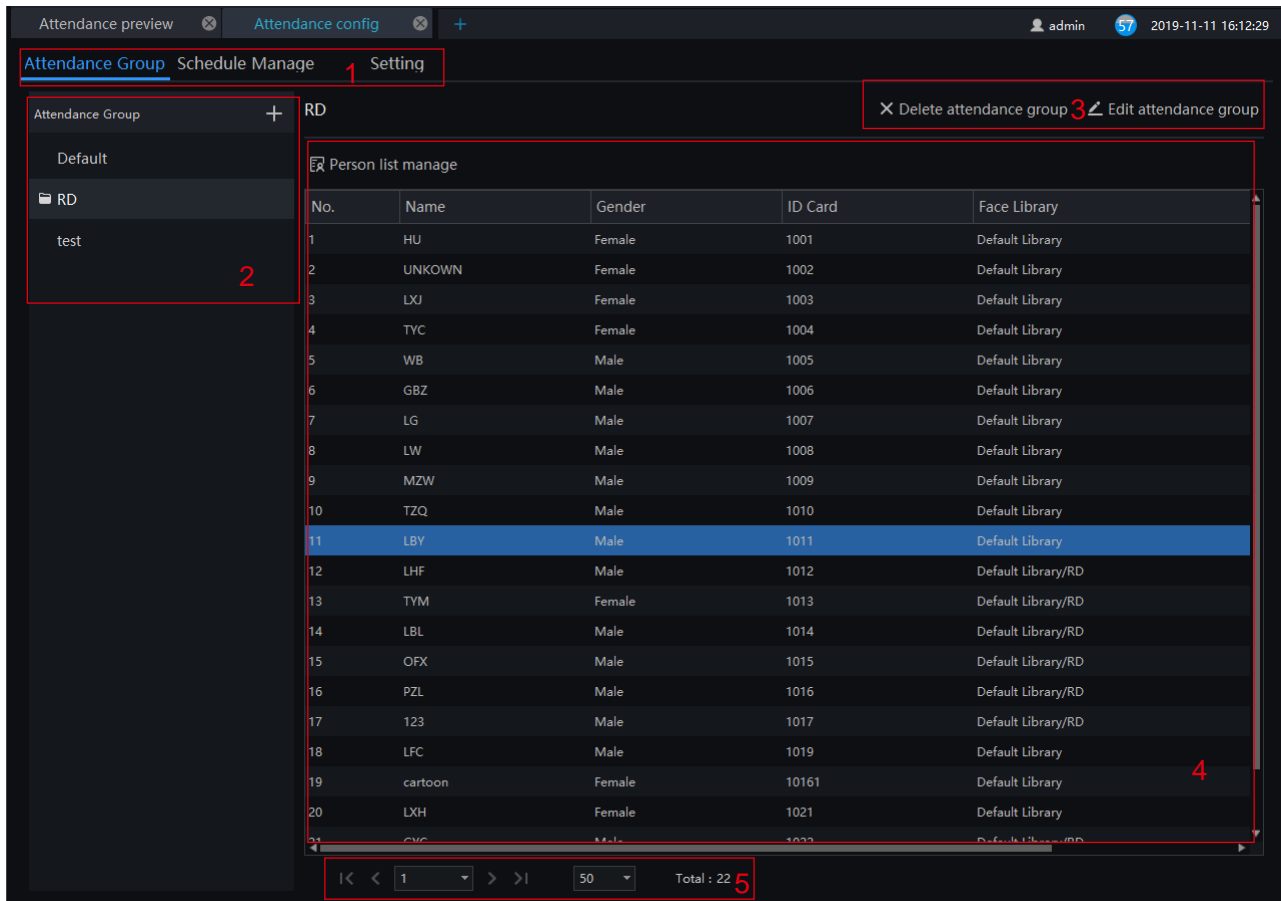 Attendance preview Attendance config + admin 57 2019-11-11 16:12:29
Attendance Group Schedule Manage 1 Setting
Attendance Group + RD Delete attendance group 3 Edit attendance group
Default
RD
test
2
Person list manage
No. Name Gender ID Card Face Library
1 HU Female 1001 Default Library
2 UNKOWN Female 1002 Default Library
3 LXJ Female 1003 Default Library
4 TYC Female 1004 Default Library
5 WB Male 1005 Default Library
6 GBZ Male 1006 Default Library
7 LG Male 1007 Default Library
8 LW Male 1008 Default Library
9 MZW Male 1009 Default Library
10 TZQ Male 1010 Default Library
11 LBY Male 1011 Default Library
12 LHF Male 1012 Default Library/RD
13 TYM Female 1013 Default Library/RD
14 LBL Male 1014 Default Library/RD
15 OFX Male 1015 Default Library/RD
16 PZL Male 1016 Default Library/RD
17 123 Male 1017 Default Library/RD
18 LFC Male 1019 Default Library
19 cartoon Female 10161 Default Library
20 LXH Female 1021 Default Library
21 Male 1022 Default Library/RD
4
1 50 Total : 22 5